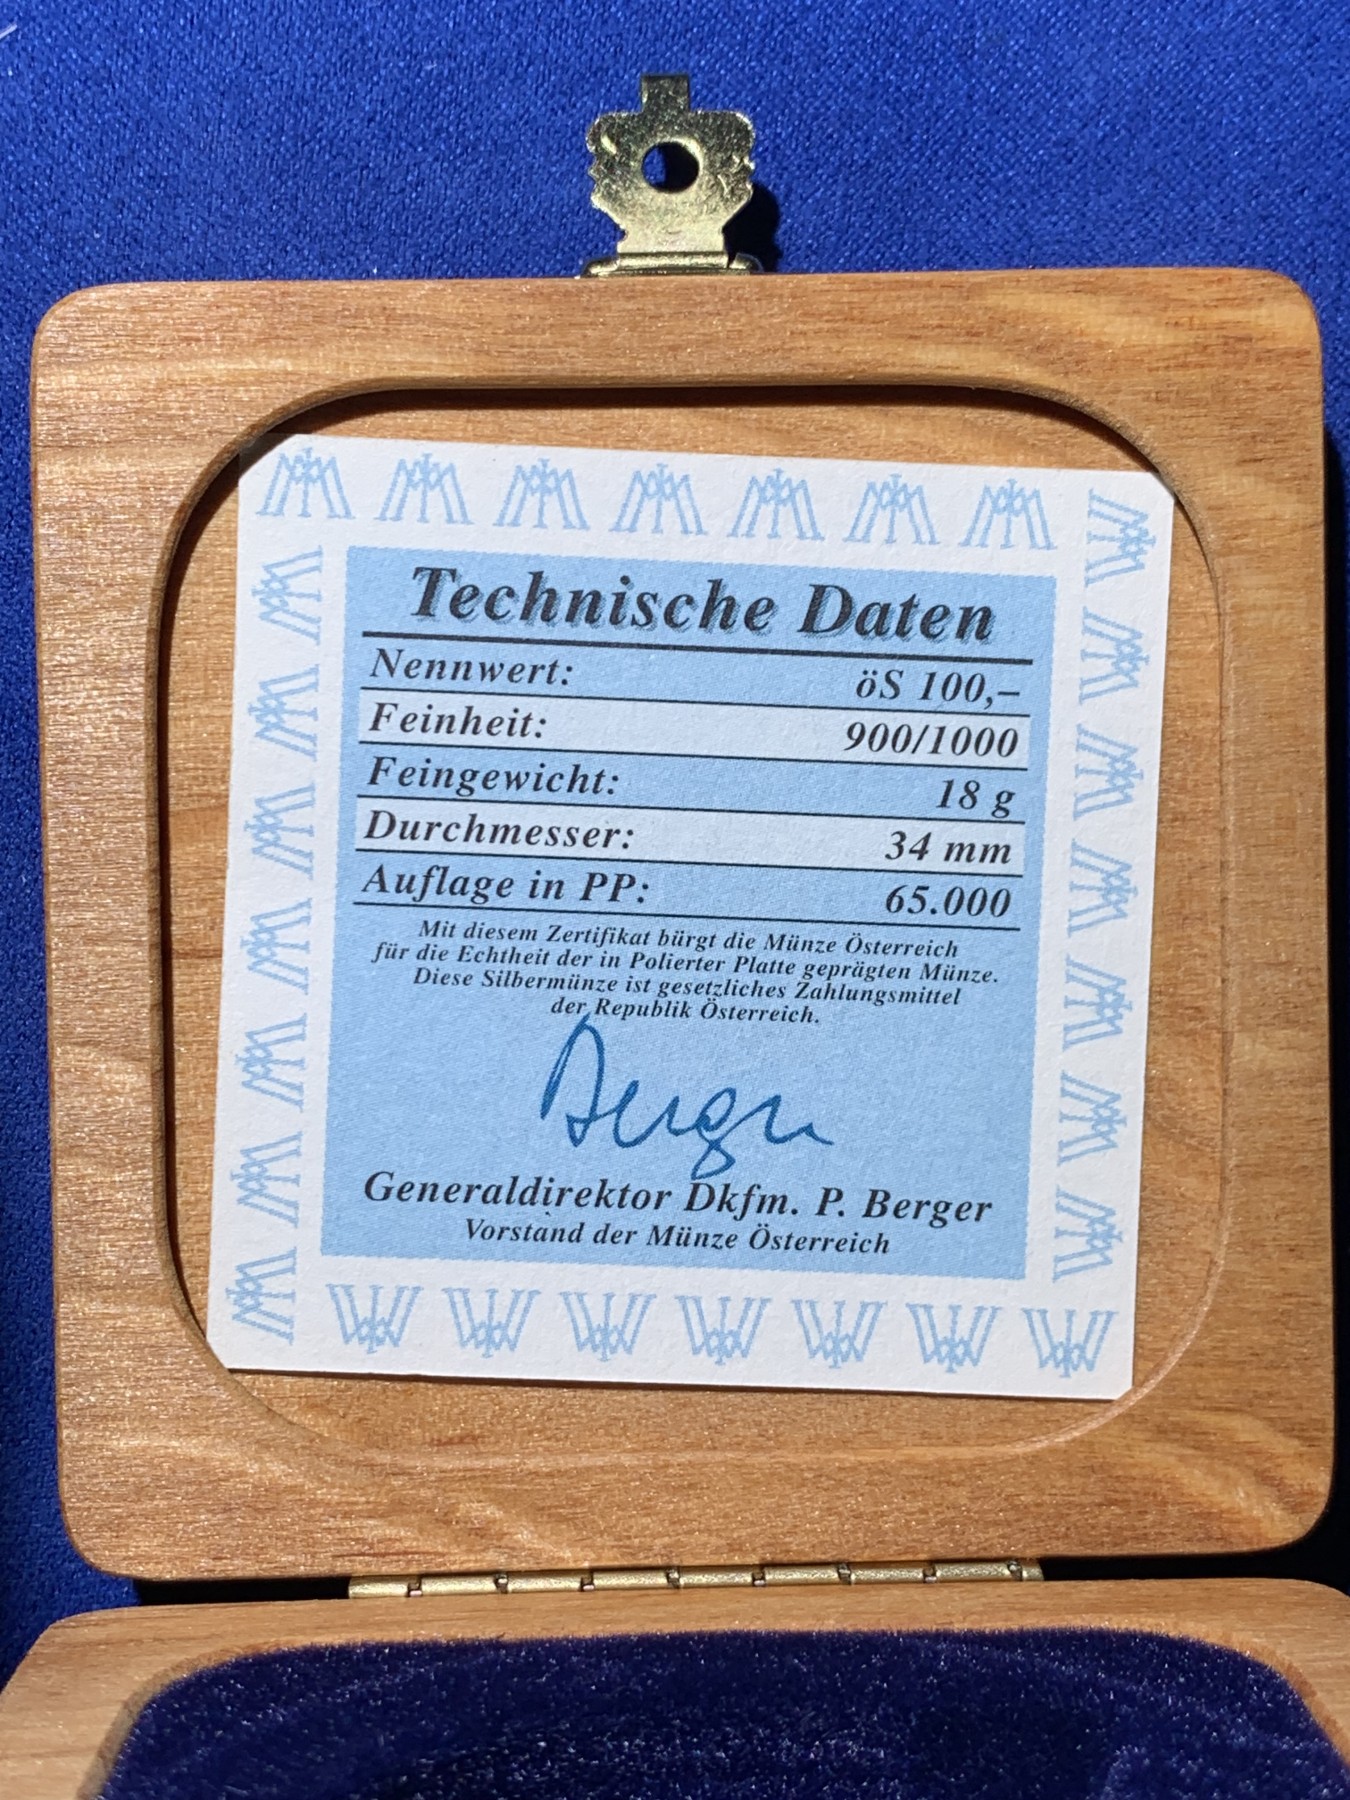 Technische Daten
Nennwert: öS 100,–
Feinheit: 900/1000
Feingewicht: 18 g
Durchmesser: 34 mm
Auflage in PP: 65.000
Mit diesem Zertifikat bürgt die Münze Österreich
für die Echtheit der in Polierter Platte geprägten Münze.
Diese Silbermünze ist gesetzliches Zahlungsmittel
der Republik Österreich.
Berger
Generaldirektor Dkfm. P. Berger
Vorstand der Münze Österreich